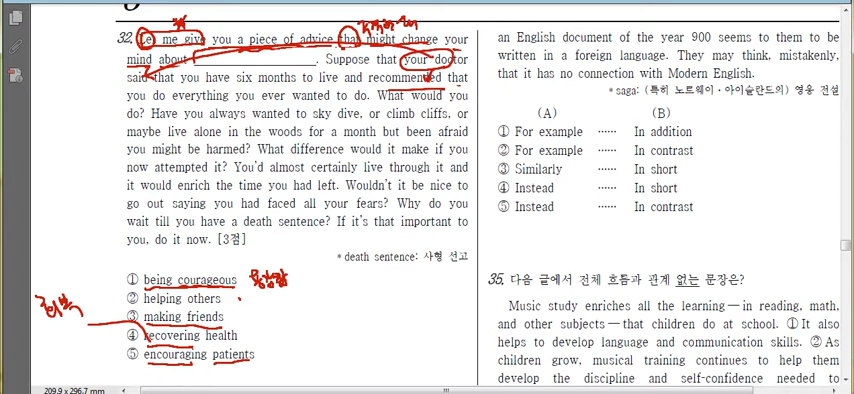 32. Let me give you a piece of advice that might change your
mind about ____________________. Suppose that your doctor
said that you have six months to live and recommended that
you do everything you ever wanted to do. What would you
do? Have you always wanted to sky dive, or climb cliffs, or
maybe live alone in the woods for a month but been afraid
you might be harmed? What difference would it make if you
now attempted it? You'd almost certainly live through it and
it would enrich the time you had left. Wouldn't it be nice to
go out saying you had faced all your fears? Why do you
wait till you have a death sentence? If it's that important to
you, do it now. [3점]
* death sentence: 사형 선고
① being courageous
② helping others
③ making friends
④ recovering health
⑤ encouraging patients
an English document of the year 900 seems to them to be
written in a foreign language. They may think, mistakenly,
that it has no connection with Modern English.
* saga: (특히 노르웨이・아이슬란드의) 영웅 전설
(A) (B)
① For example ······ In addition
② For example ······ In contrast
③ Similarly ······ In short
④ Instead ······ In short
⑤ Instead ······ In contrast
35. 다음 글에서 전체 흐름과 관계 없는 문장은?
Music study enriches all the learning — in reading, math,
and other subjects — that children do at school. ① It also
helps to develop language and communication skills. ② As
children grow, musical training continues to help them
develop the discipline and self-confidence needed to
209.9 x 296.7 mm